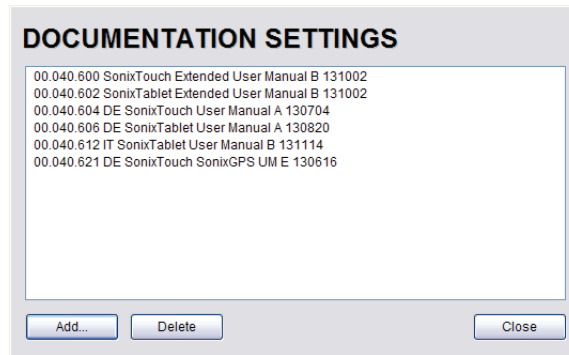 DOCUMENTATION SETTINGS
00.040.600 SonixTouch Extended User Manual B 131002
00.040.602 SonixTablet Extended User Manual B 131002
00.040.604 DE SonixTouch User Manual A 130704
00.040.606 DE SonixTablet User Manual A 130820
00.040.612 IT SonixTablet User Manual B 131114
00.040.621 DE SonixTouch SonixGPS UM E 130616
Add... Delete Close